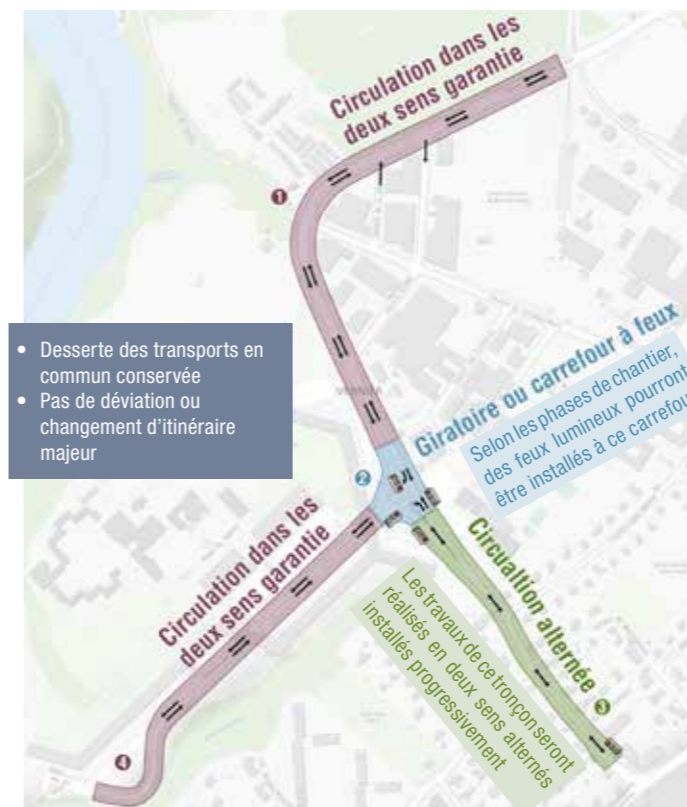 Circulation dans les
deux sens garantie
1
• Desserte des transports en
commun conservée
• Pas de déviation ou
changement d'itinéraire
majeur
Giratoire ou carrefour à feux
Selon les phases de chantier,
des feux lumineux pourront
être installés à ce carrefour
2
Circulation dans les
deux sens garantie
Circualtion alternée 3
Les travaux de ce tronçon seront
réalisés en deux sens alternés
installés progressivement
4